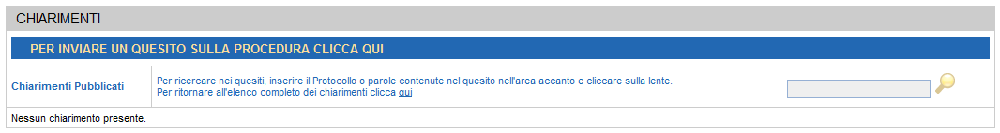 CHIARIMENTI
PER INVIARE UN QUESITO SULLA PROCEDURA CLICCA QUI
Chiarimenti Pubblicati
Per ricercare nei quesiti, inserire il Protocollo o parole contenute nel quesito nell'area accanto e cliccare sulla lente.
Per ritornare all'elenco completo dei chiarimenti clicca qui
Nessun chiarimento presente.